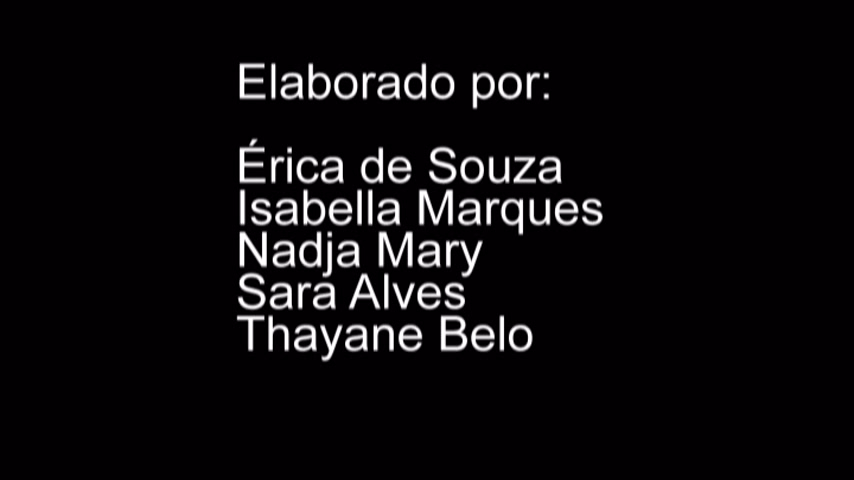 Elaborado por:
Érica de Souza
Isabella Marques
Nadja Mary
Sara Alves
Thayane Belo